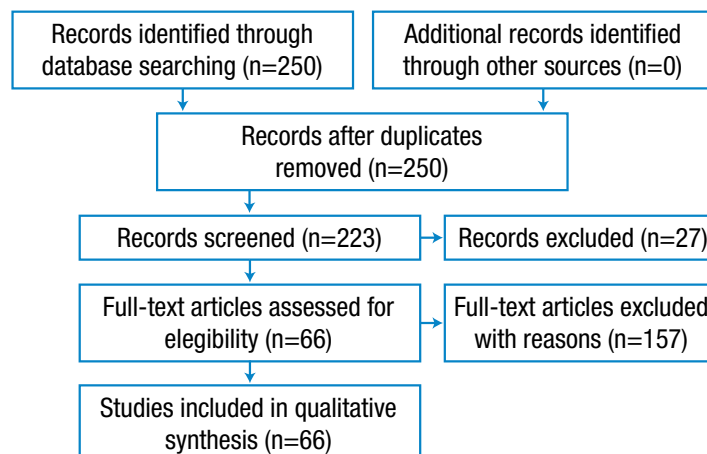 Records identified through
database searching (n=250)
Additional records identified
through other sources (n=0)
Records after duplicates
removed (n=250)
Records screened (n=223)
Records excluded (n=27)
Full-text articles assessed for
elegibility (n=66)
Full-text articles excluded
with reasons (n=157)
Studies included in qualitative
synthesis (n=66)